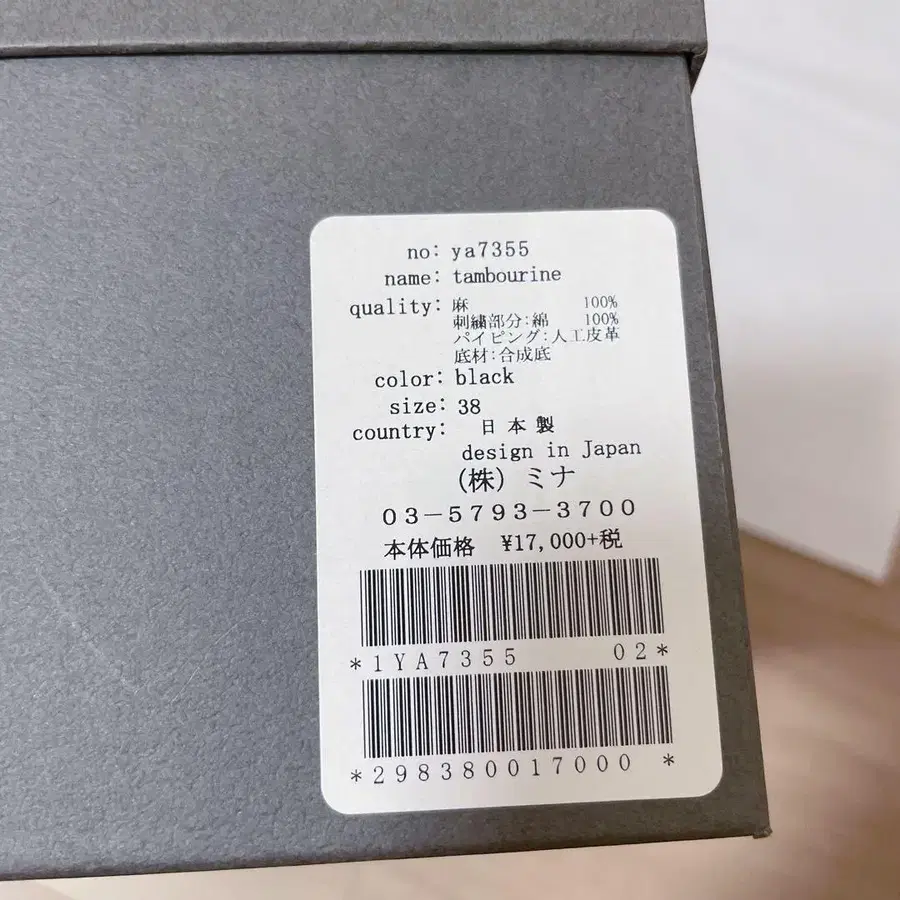 no: ya7355
name: tambourine
quality: 麻 100%
刺繍部分:綿 100%
パイピング:人工皮革
底材:合成底
color: black
size: 38
country: 日本製
design in Japan
(株) ミナ
03-5793-3700
本体価格 ¥17,000+税
*1YA7355 02*
*298380017000 *